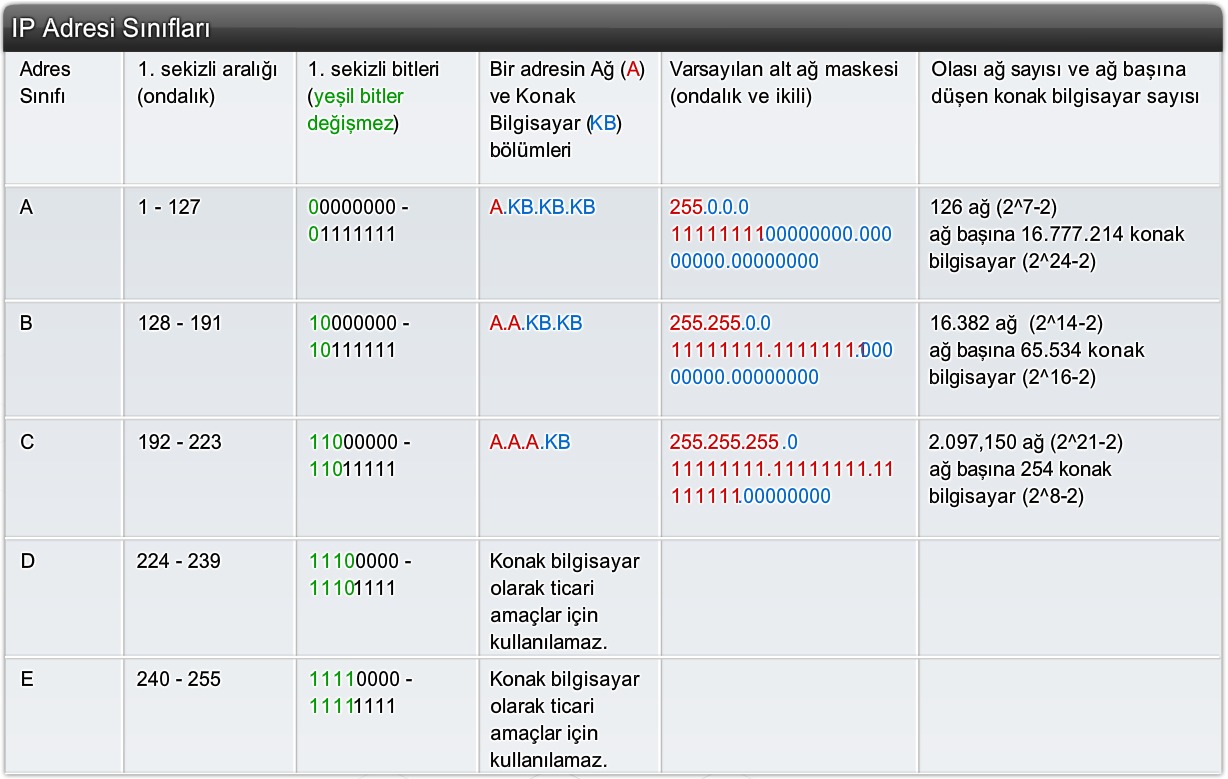 IP Adresi Sınıfları
Adres
Sınıfı
1. sekizli aralığı
(ondalık)
1. sekizli bitleri
(yeşil bitler
değişmez)
Bir adresin Ağ (A)
ve Konak
Bilgisayar (KB)
bölümleri
Varsayılan alt ağ maskesi
(ondalık ve ikili)
Olası ağ sayısı ve ağ başına
düşen konak bilgisayar sayısı
A
1 - 127
00000000 -
01111111
A.KB.KB.KB
255.0.0.0
1111111100000000.000
00000.00000000
126 ağ (2^7-2)
ağ başına 16.777.214 konak
bilgisayar (2^24-2)
B
128 - 191
10000000 -
10111111
A.A.KB.KB
255.255.0.0
11111111.11111111.000
00000.00000000
16.382 ağ (2^14-2)
ağ başına 65.534 konak
bilgisayar (2^16-2)
C
192 - 223
11000000 -
11011111
A.A.A.KB
255.255.255.0
11111111.11111111.11
111111.00000000
2.097,150 ağ (2^21-2)
ağ başına 254 konak
bilgisayar (2^8-2)
D
224 - 239
11100000 -
11101111
Konak bilgisayar
olarak ticari
amaçlar için
kullanılamaz.
E
240 - 255
11110000 -
11111111
Konak bilgisayar
olarak ticari
amaçlar için
kullanılamaz.